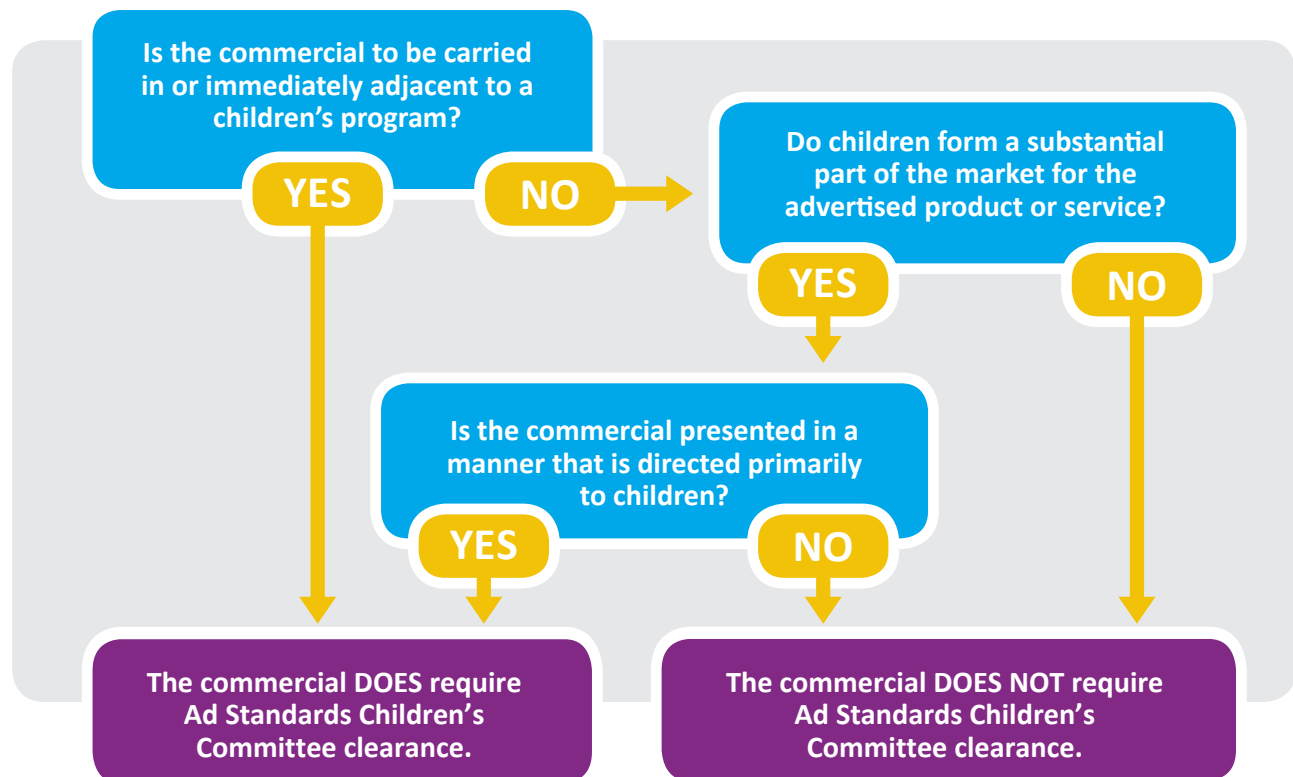 Is the commercial to be carried
in or immediately adjacent to a
children’s program?
YES
NO
Do children form a substantial
part of the market for the
advertised product or service?
YES
NO
Is the commercial presented in a
manner that is directed primarily
to children?
YES
NO
The commercial DOES require
Ad Standards Children’s
Committee clearance.
The commercial DOES NOT require
Ad Standards Children’s
Committee clearance.